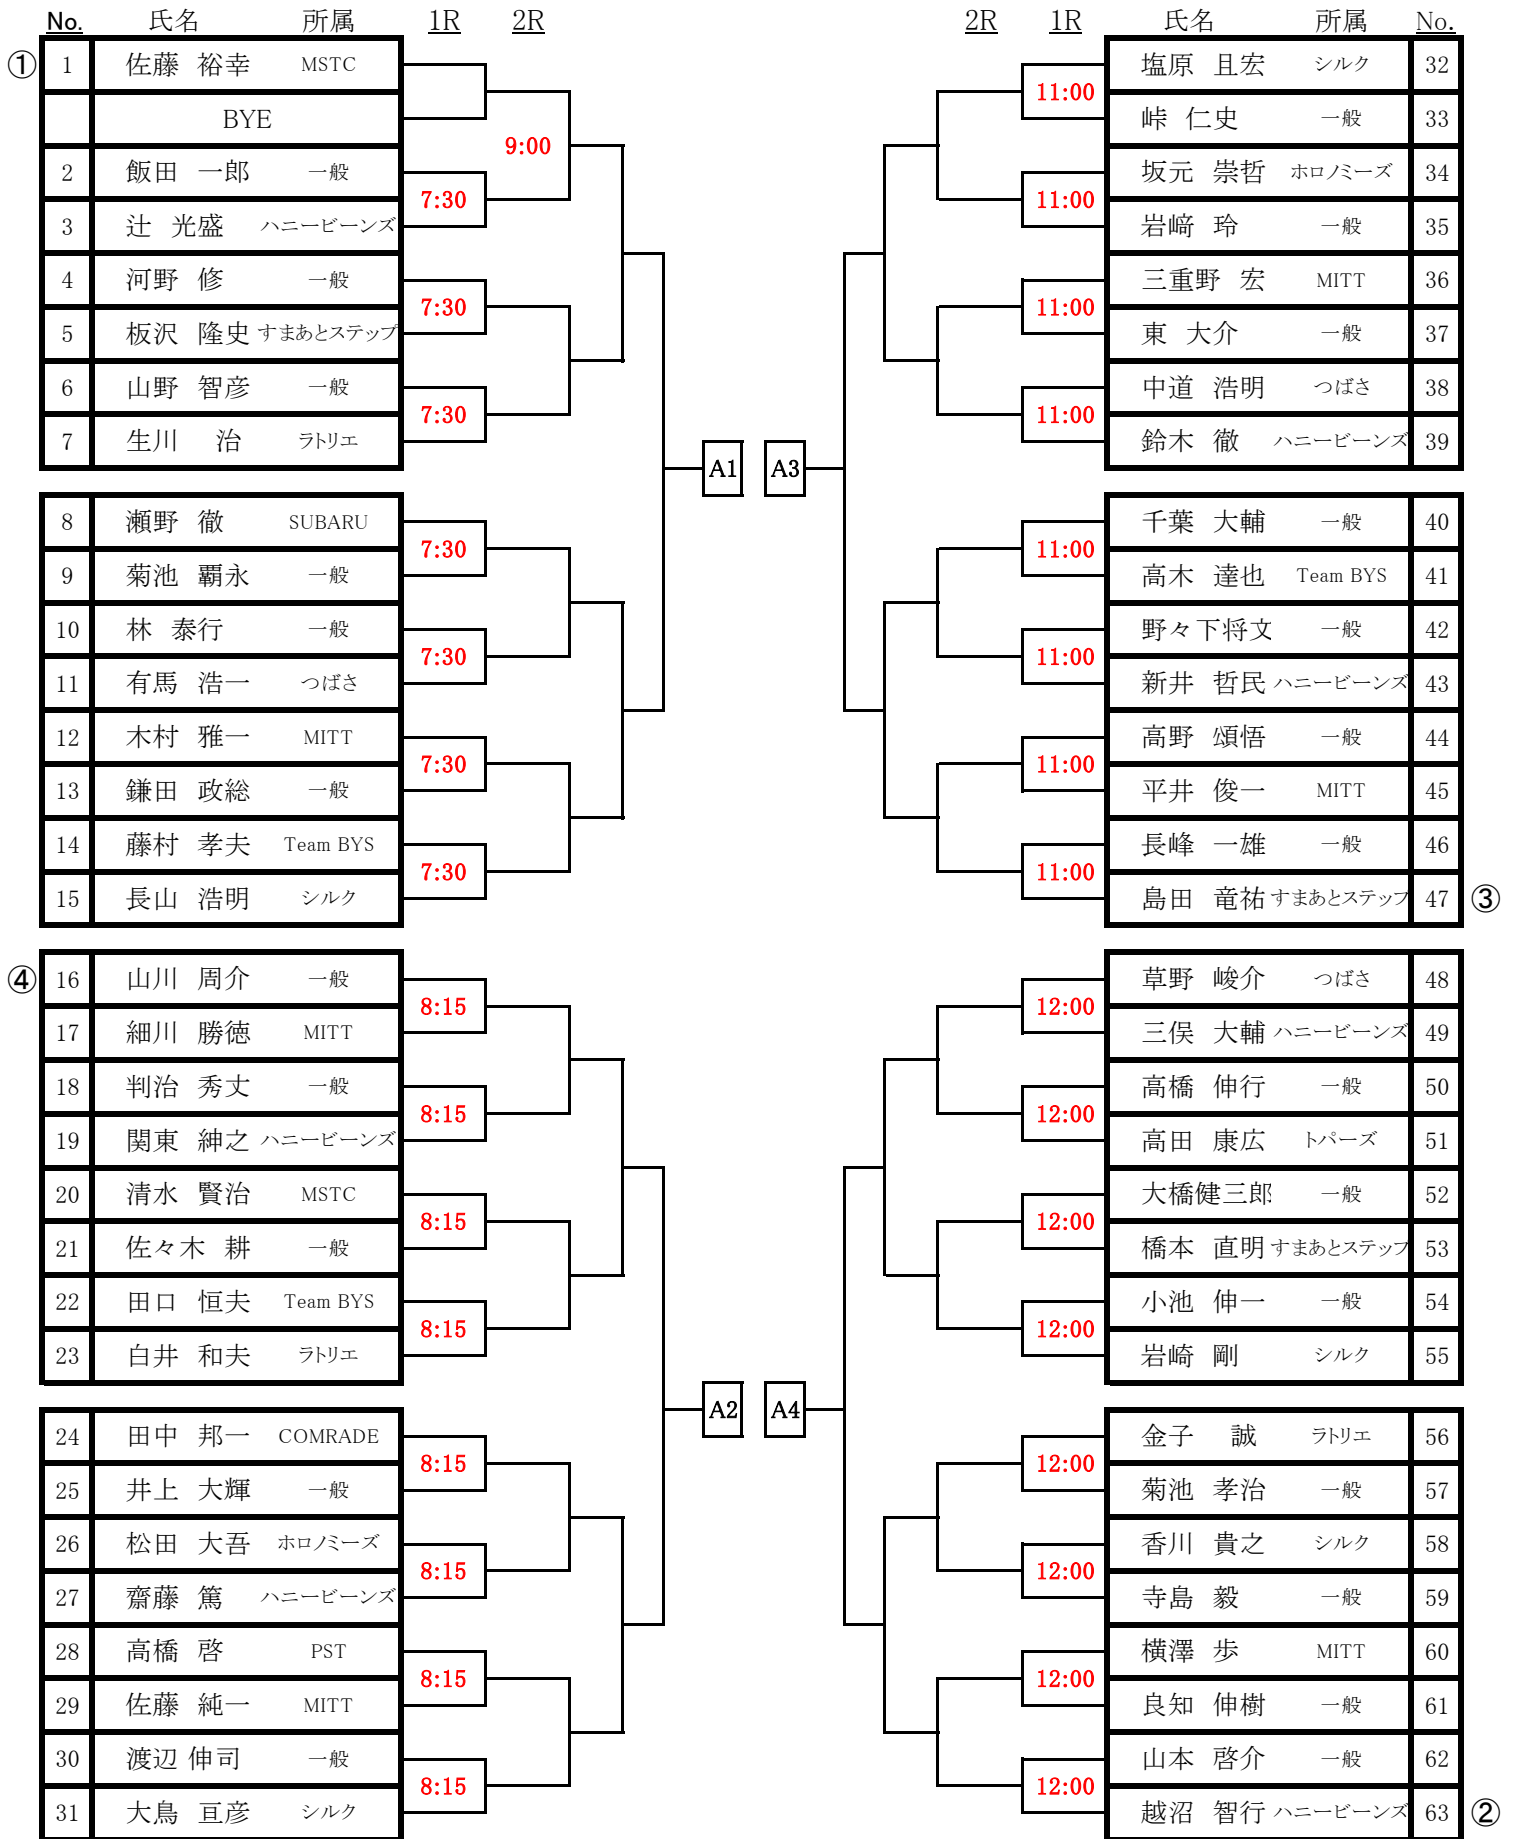 No. 氏名 所属 1R 2R 2R 1R 氏名 所属 No.
① 1 佐藤 裕幸 MSTC
BYE
9:00
2 飯田 一郎 一般
7:30
3 辻 光盛 ハニービーンズ
4 河野 修 一般
7:30
5 板沢 隆史 すまあとステップ
6 山野 智彦 一般
7:30
7 生川 治 ラトリエ
A1
8 瀬野 徹 SUBARU
7:30
9 菊池 覇永 一般
10 林 泰行 一般
7:30
11 有馬 浩一 つばさ
12 木村 雅一 MITT
7:30
13 鎌田 政総 一般
14 藤村 孝夫 Team BYS
7:30
15 長山 浩明 シルク
④ 16 山川 周介 一般
8:15
17 細川 勝徳 MITT
18 判治 秀丈 一般
8:15
19 関東 紳之 ハニービーンズ
20 清水 賢治 MSTC
8:15
21 佐々木 耕 一般
22 田口 恒夫 Team BYS
8:15
23 白井 和夫 ラトリエ
A2
24 田中 邦一 COMRADE
8:15
25 井上 大輝 一般
26 松田 大吾 ホロノミーズ
8:15
27 齋藤 篤 ハニービーンズ
28 高橋 啓 PST
8:15
29 佐藤 純一 MITT
30 渡辺 伸司 一般
8:15
31 大鳥 亘彦 シルク
塩原 且宏 シルク 32
11:00
峠 仁史 一般 33
坂元 崇哲 ホロノミーズ 34
11:00
岩﨑 玲 一般 35
三重野 宏 MITT 36
11:00
東 大介 一般 37
中道 浩明 つばさ 38
11:00
鈴木 徹 ハニービーンズ 39
A3
千葉 大輔 一般 40
11:00
高木 達也 Team BYS 41
野々下将文 一般 42
11:00
新井 哲民 ハニービーンズ 43
高野 頌悟 一般 44
11:00
平井 俊一 MITT 45
長峰 一雄 一般 46
11:00
島田 竜祐 すまあとステップ 47 ③
草野 峻介 つばさ 48
12:00
三俣 大輔 ハニービーンズ 49
高橋 伸行 一般 50
12:00
高田 康広 トパーズ 51
大橋健三郎 一般 52
12:00
橋本 直明 すまあとステップ 53
小池 伸一 一般 54
12:00
岩崎 剛 シルク 55
A4
金子 誠 ラトリエ 56
12:00
菊池 孝治 一般 57
香川 貴之 シルク 58
12:00
寺島 毅 一般 59
横澤 歩 MITT 60
12:00
良知 伸樹 一般 61
山本 啓介 一般 62
12:00
越沼 智行 ハニービーンズ 63 ②